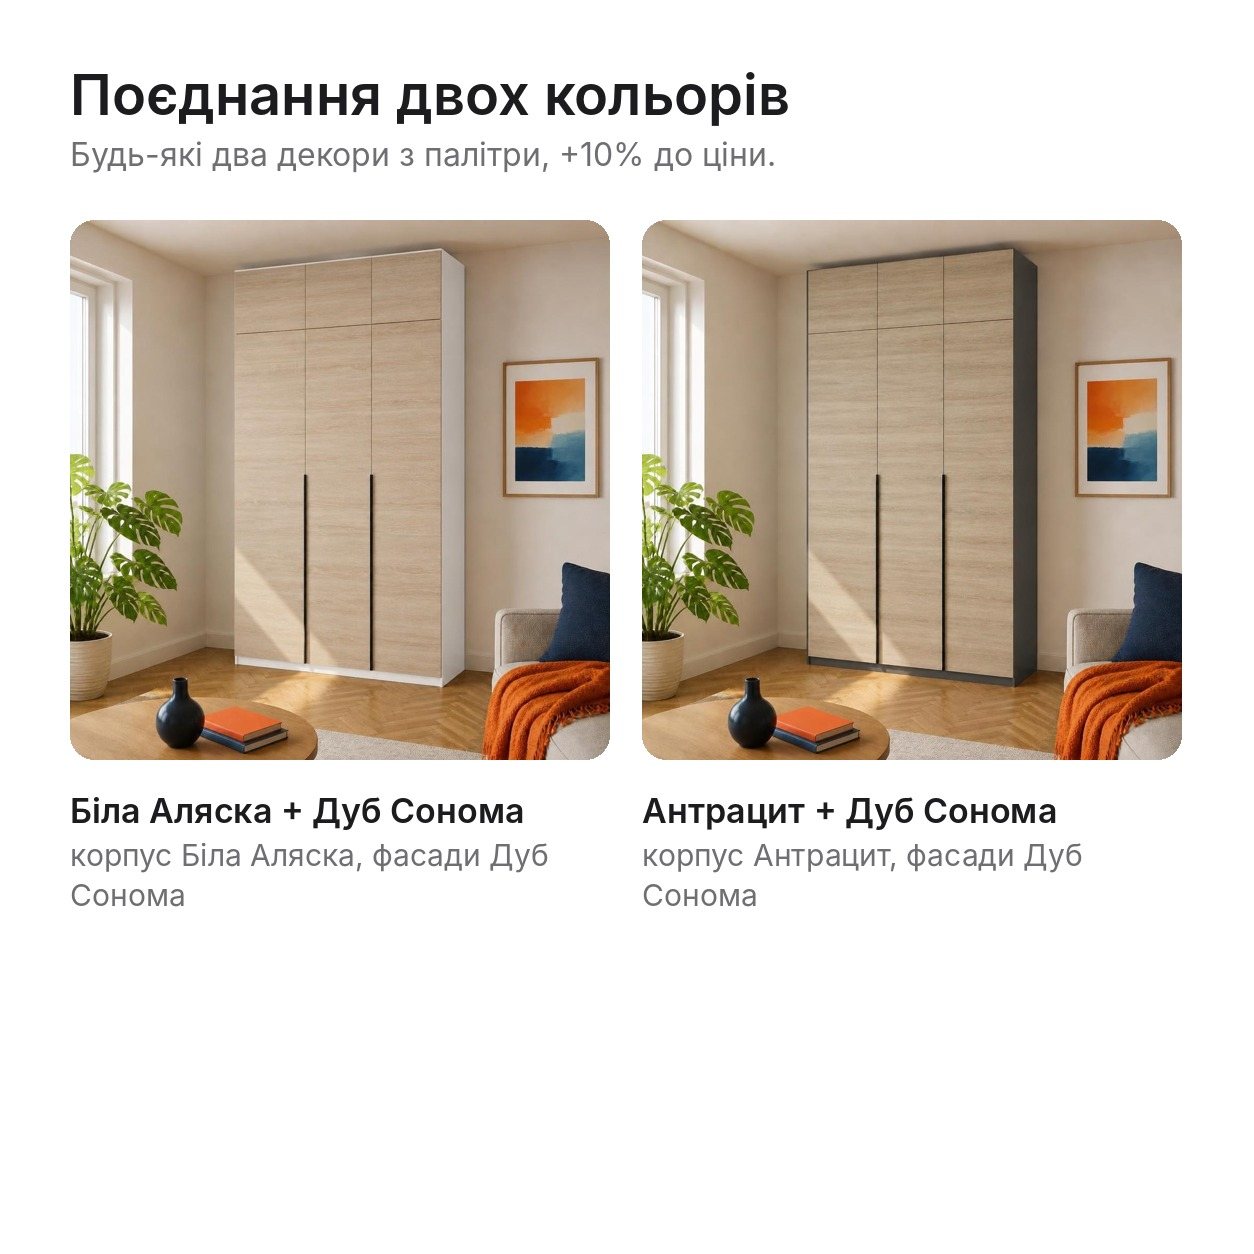 Поєднання двох кольорів
Будь-які два декори з палітри, +10% до ціни.
Біла Аляска + Дуб Сонома
корпус Біла Аляска, фасади Дуб
Сонома
Антрацит + Дуб Сонома
корпус Антрацит, фасади Дуб
Сонома